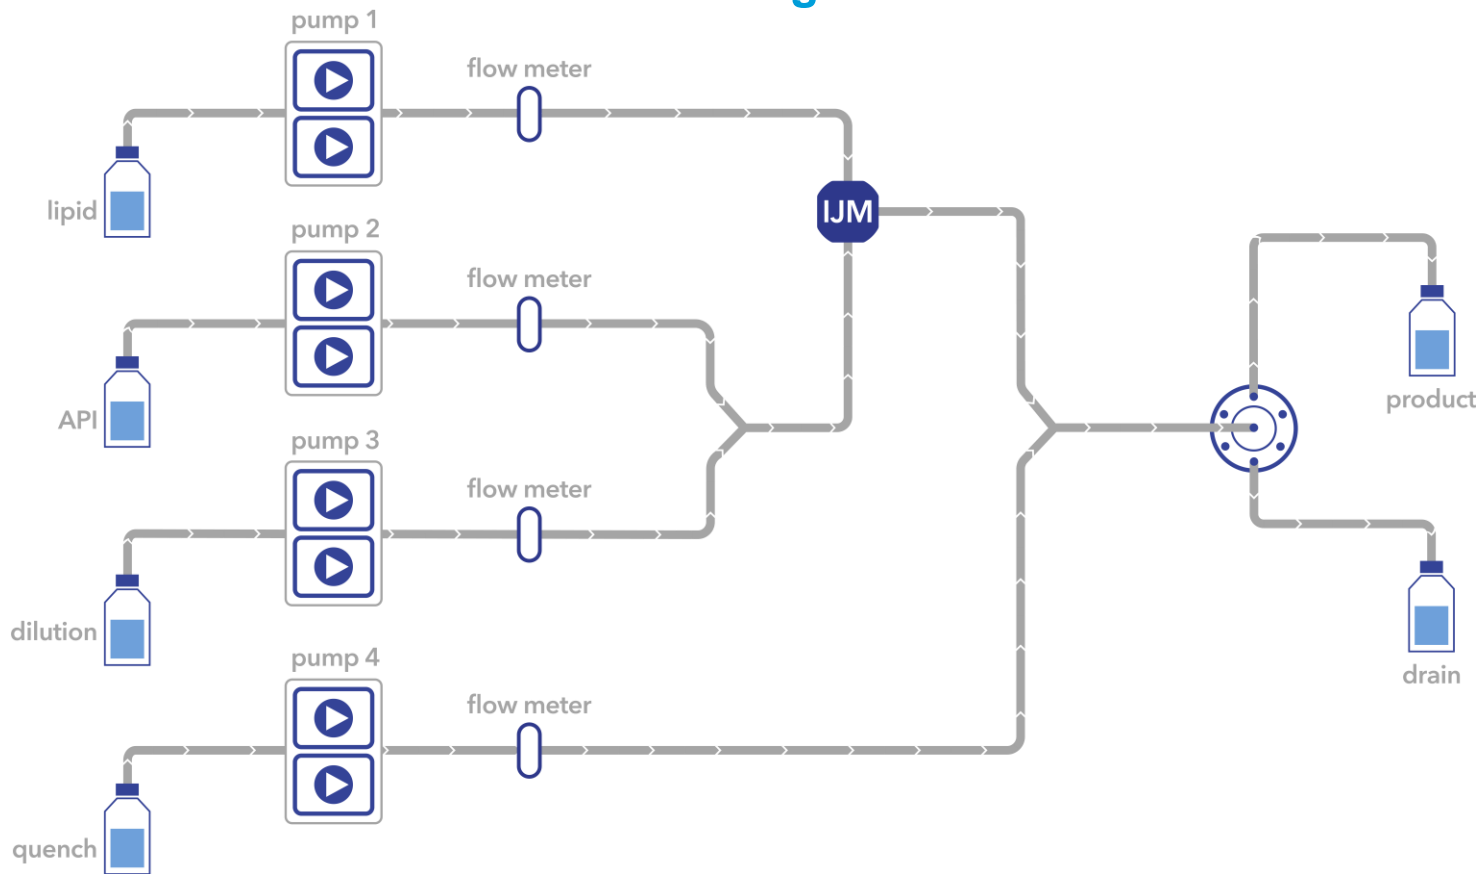 g
pump 1
flow meter
lipid
IJM
pump 2
flow meter
API
product
pump 3
flow meter
dilution
pump 4
drain
flow meter
quench